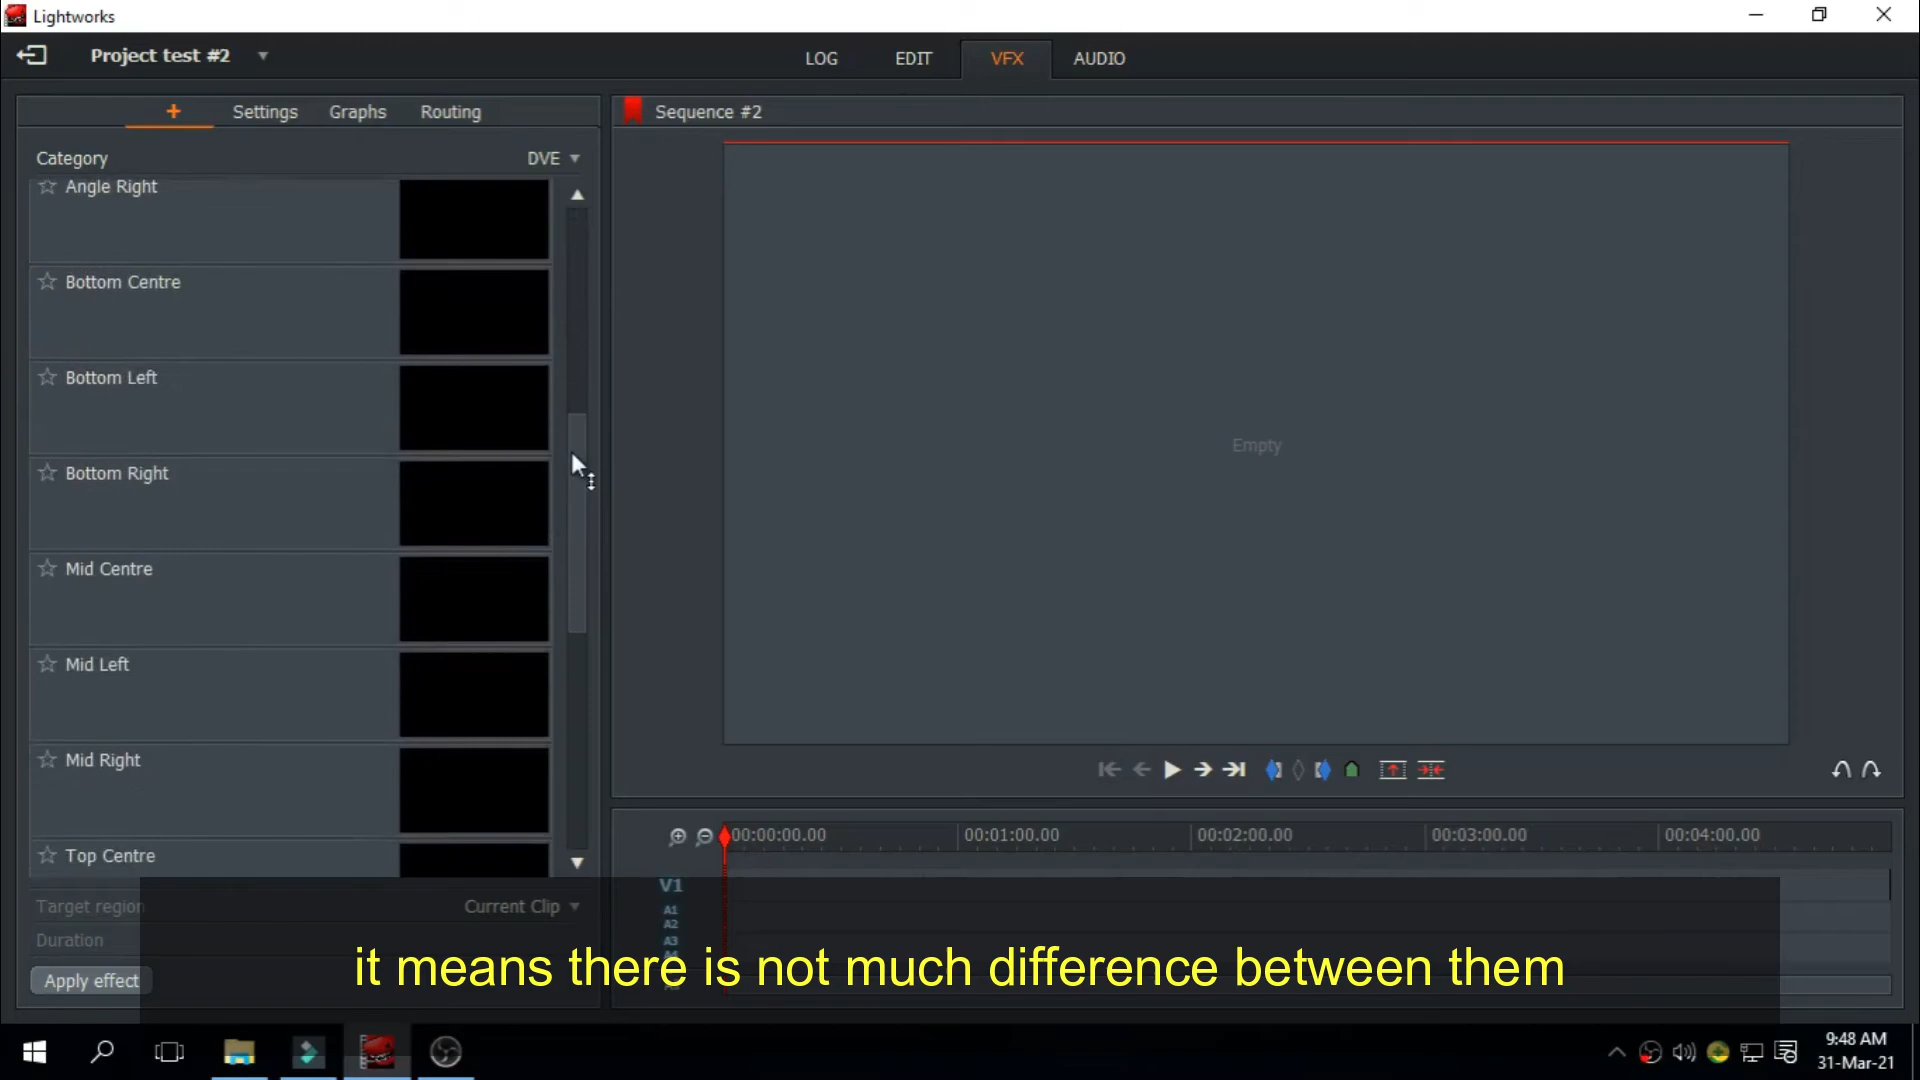 Lightworks
Project test #2
LOG EDIT VFX AUDIO
+ Settings Graphs Routing
Sequence #2
Category DVE
Angle Right
Bottom Centre
Bottom Left
Bottom Right
Mid Centre
Mid Left
Mid Right
Top Centre
Empty
00:00:00.00 00:01:00.00 00:02:00.00 00:03:00.00 00:04:00.00
V1
A1
A2
A3
Target region Current Clip
Duration
Apply effect
it means there is not much difference between them
9:48 AM
31-Mar-21